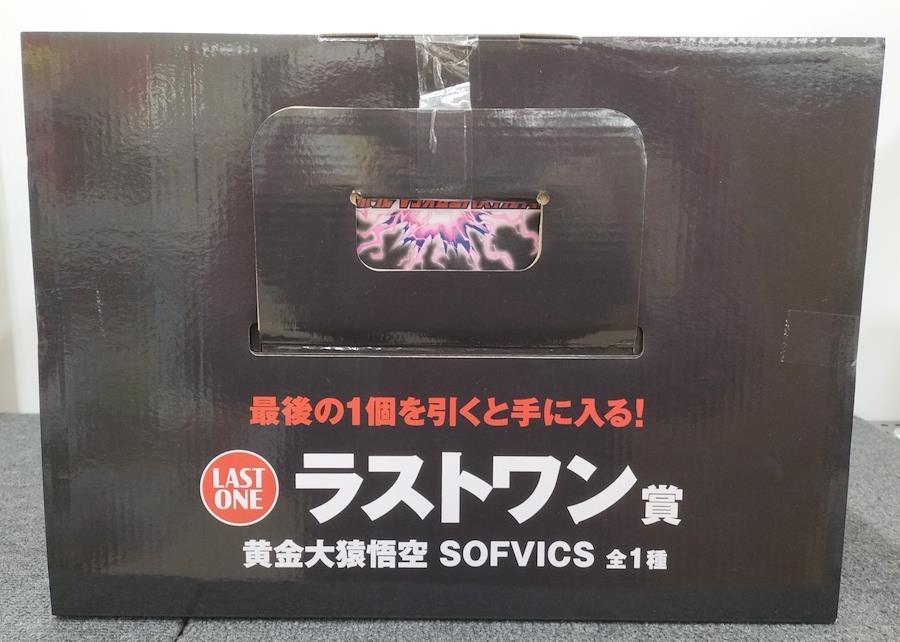 最後の1個を引くと手に入る!
LAST
ONE
ラストワン賞
黄金大猿悟空 SOFVICS 全1種